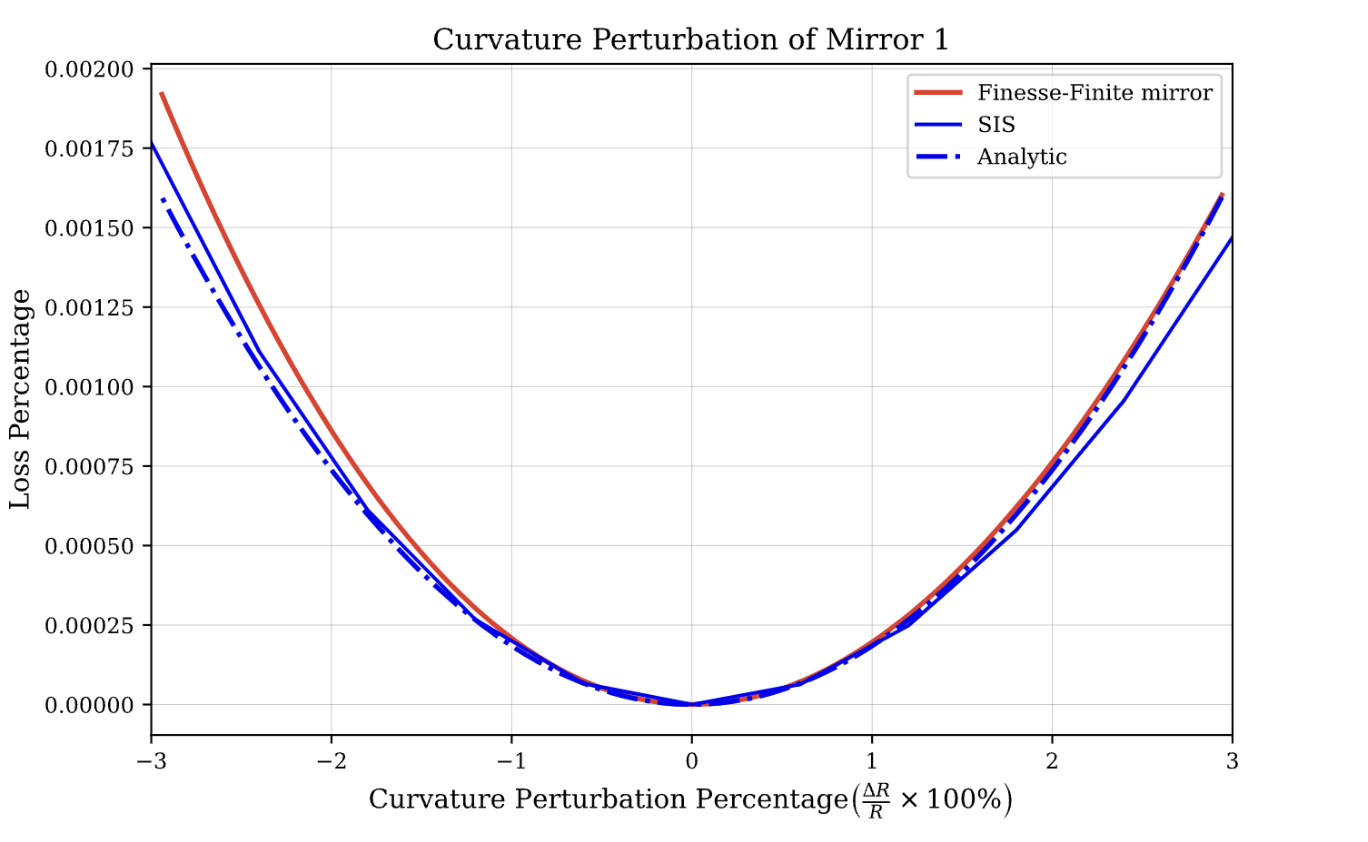 Curvature Perturbation of Mirror 1
Finesse-Finite mirror
SIS
Analytic
Loss Percentage
0.00200
0.00175
0.00150
0.00125
0.00100
0.00075
0.00050
0.00025
0.00000
−3 −2 −1 0 1 2 3
Curvature Perturbation Percentage(ΔR/R × 100%)